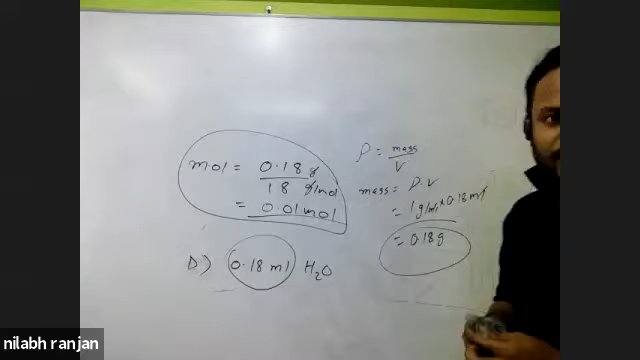 mol = 0.18 g / 18 g/mol
= 0.01 mol
ρ = mass / V
mass = ρ.V
= 1 g/ml × 0.18 ml
= 0.18 g
D) 0.18 ml H₂O
nilabh ranjan